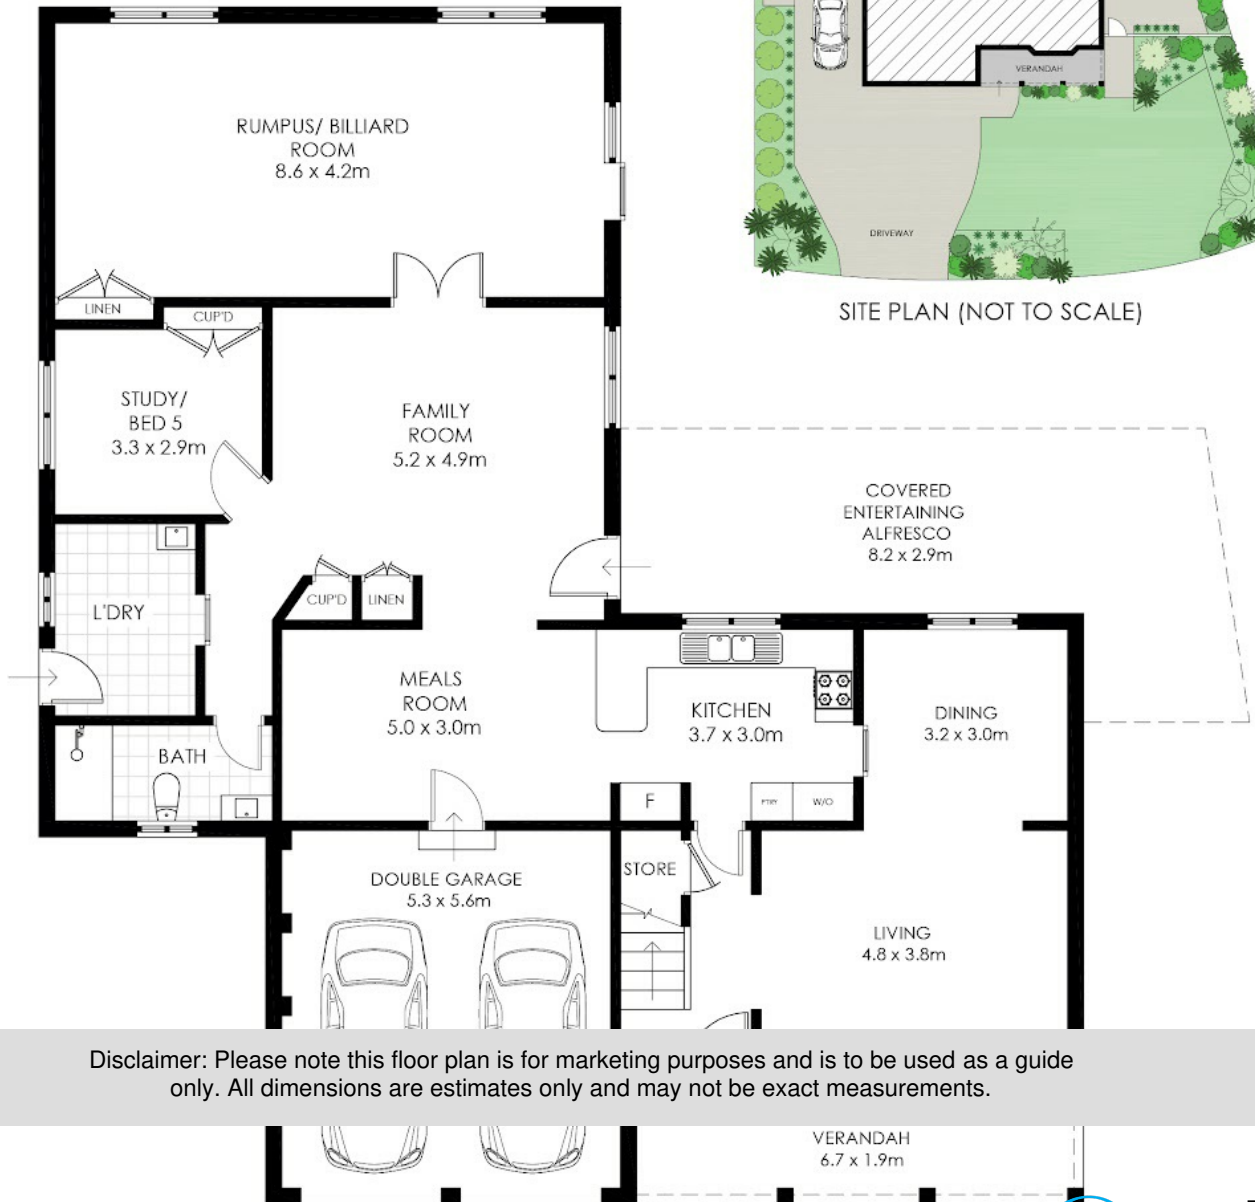 RUMPUS/ BILLIARD
ROOM
8.6 x 4.2m
VERANDAH
DRIVEWAY
SITE PLAN (NOT TO SCALE)
LINEN
CUP'D
STUDY/
BED 5
3.3 x 2.9m
FAMILY
ROOM
5.2 x 4.9m
COVERED
ENTERTAINING
ALFRESCO
8.2 x 2.9m
CUP'D
LINEN
L'DRY
MEALS
ROOM
5.0 x 3.0m
KITCHEN
3.7 x 3.0m
DINING
3.2 x 3.0m
BATH
F
PTRY
W/O
STORE
DOUBLE GARAGE
5.3 x 5.6m
LIVING
4.8 x 3.8m
Disclaimer: Please note this floor plan is for marketing purposes and is to be used as a guide
only. All dimensions are estimates only and may not be exact measurements.
VERANDAH
6.7 x 1.9m